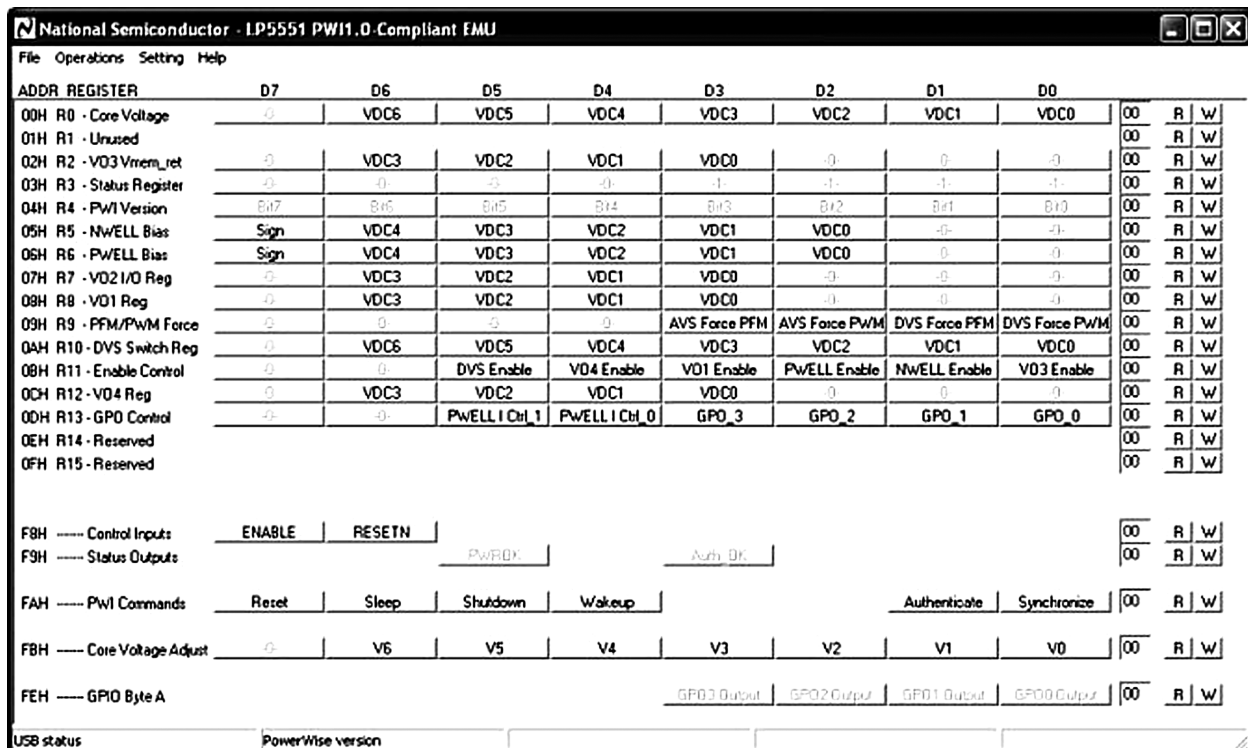 National Semiconductor - LP5551 PWI1.0-Compliant EMU
File Operations Setting Help
ADDR REGISTER D7 D6 D5 D4 D3 D2 D1 D0
00H R0 - Core Voltage -0- VDC6 VDC5 VDC4 VDC3 VDC2 VDC1 VDC0 00 R W
01H R1 - Unused 00 R W
02H R2 - VO3 Vmem_ret -0- VDC3 VDC2 VDC1 VDC0 -0- -0- -0- 00 R W
03H R3 - Status Register -0- -0- -0- -0- -1- -1- -1- -1- 00 R W
04H R4 - PWI Version Bit7 Bit6 Bit5 Bit4 Bit3 Bit2 Bit1 Bit0 00 R W
05H R5 - NWELL Bias Sign VDC4 VDC3 VDC2 VDC1 VDC0 -0- -0- 00 R W
06H R6 - PWELL Bias Sign VDC4 VDC3 VDC2 VDC1 VDC0 -0- -0- 00 R W
07H R7 - VO2 I/O Reg -0- VDC3 VDC2 VDC1 VDC0 -0- -0- -0- 00 R W
08H R8 - VO1 Reg -0- VDC3 VDC2 VDC1 VDC0 -0- -0- -0- 00 R W
09H R9 - PFM/PWM Force -0- -0- -0- -0- AVS Force PFM AVS Force PWM DVS Force PFM DVS Force PWM 00 R W
0AH R10 - DVS Switch Reg -0- VDC6 VDC5 VDC4 VDC3 VDC2 VDC1 VDC0 00 R W
0BH R11 - Enable Control -0- -0- DVS Enable VO4 Enable VO1 Enable PWELL Enable NWELL Enable VO3 Enable 00 R W
0CH R12 - VO4 Reg -0- VDC3 VDC2 VDC1 VDC0 -0- -0- -0- 00 R W
0DH R13 - GPO Control -0- -0- PWELL I Ctrl_1 PWELL I Ctrl_0 GPO_3 GPO_2 GPO_1 GPO_0 00 R W
0EH R14 - Reserved 00 R W
0FH R15 - Reserved 00 R W
F8H ----- Control Inputs ENABLE RESETN 00 R W
F9H ----- Status Outputs PWROK Auth_OK 00 R W
FAH ----- PWI Commands Reset Sleep Shutdown Wakeup Authenticate Synchronize 00 R W
FBH ----- Core Voltage Adjust -0- V6 V5 V4 V3 V2 V1 V0 00 R W
FEH ----- GPIO Byte A GPO3 Output GPO2 Output GPO1 Output GPO0 Output 00 R W
USB status PowerWise version